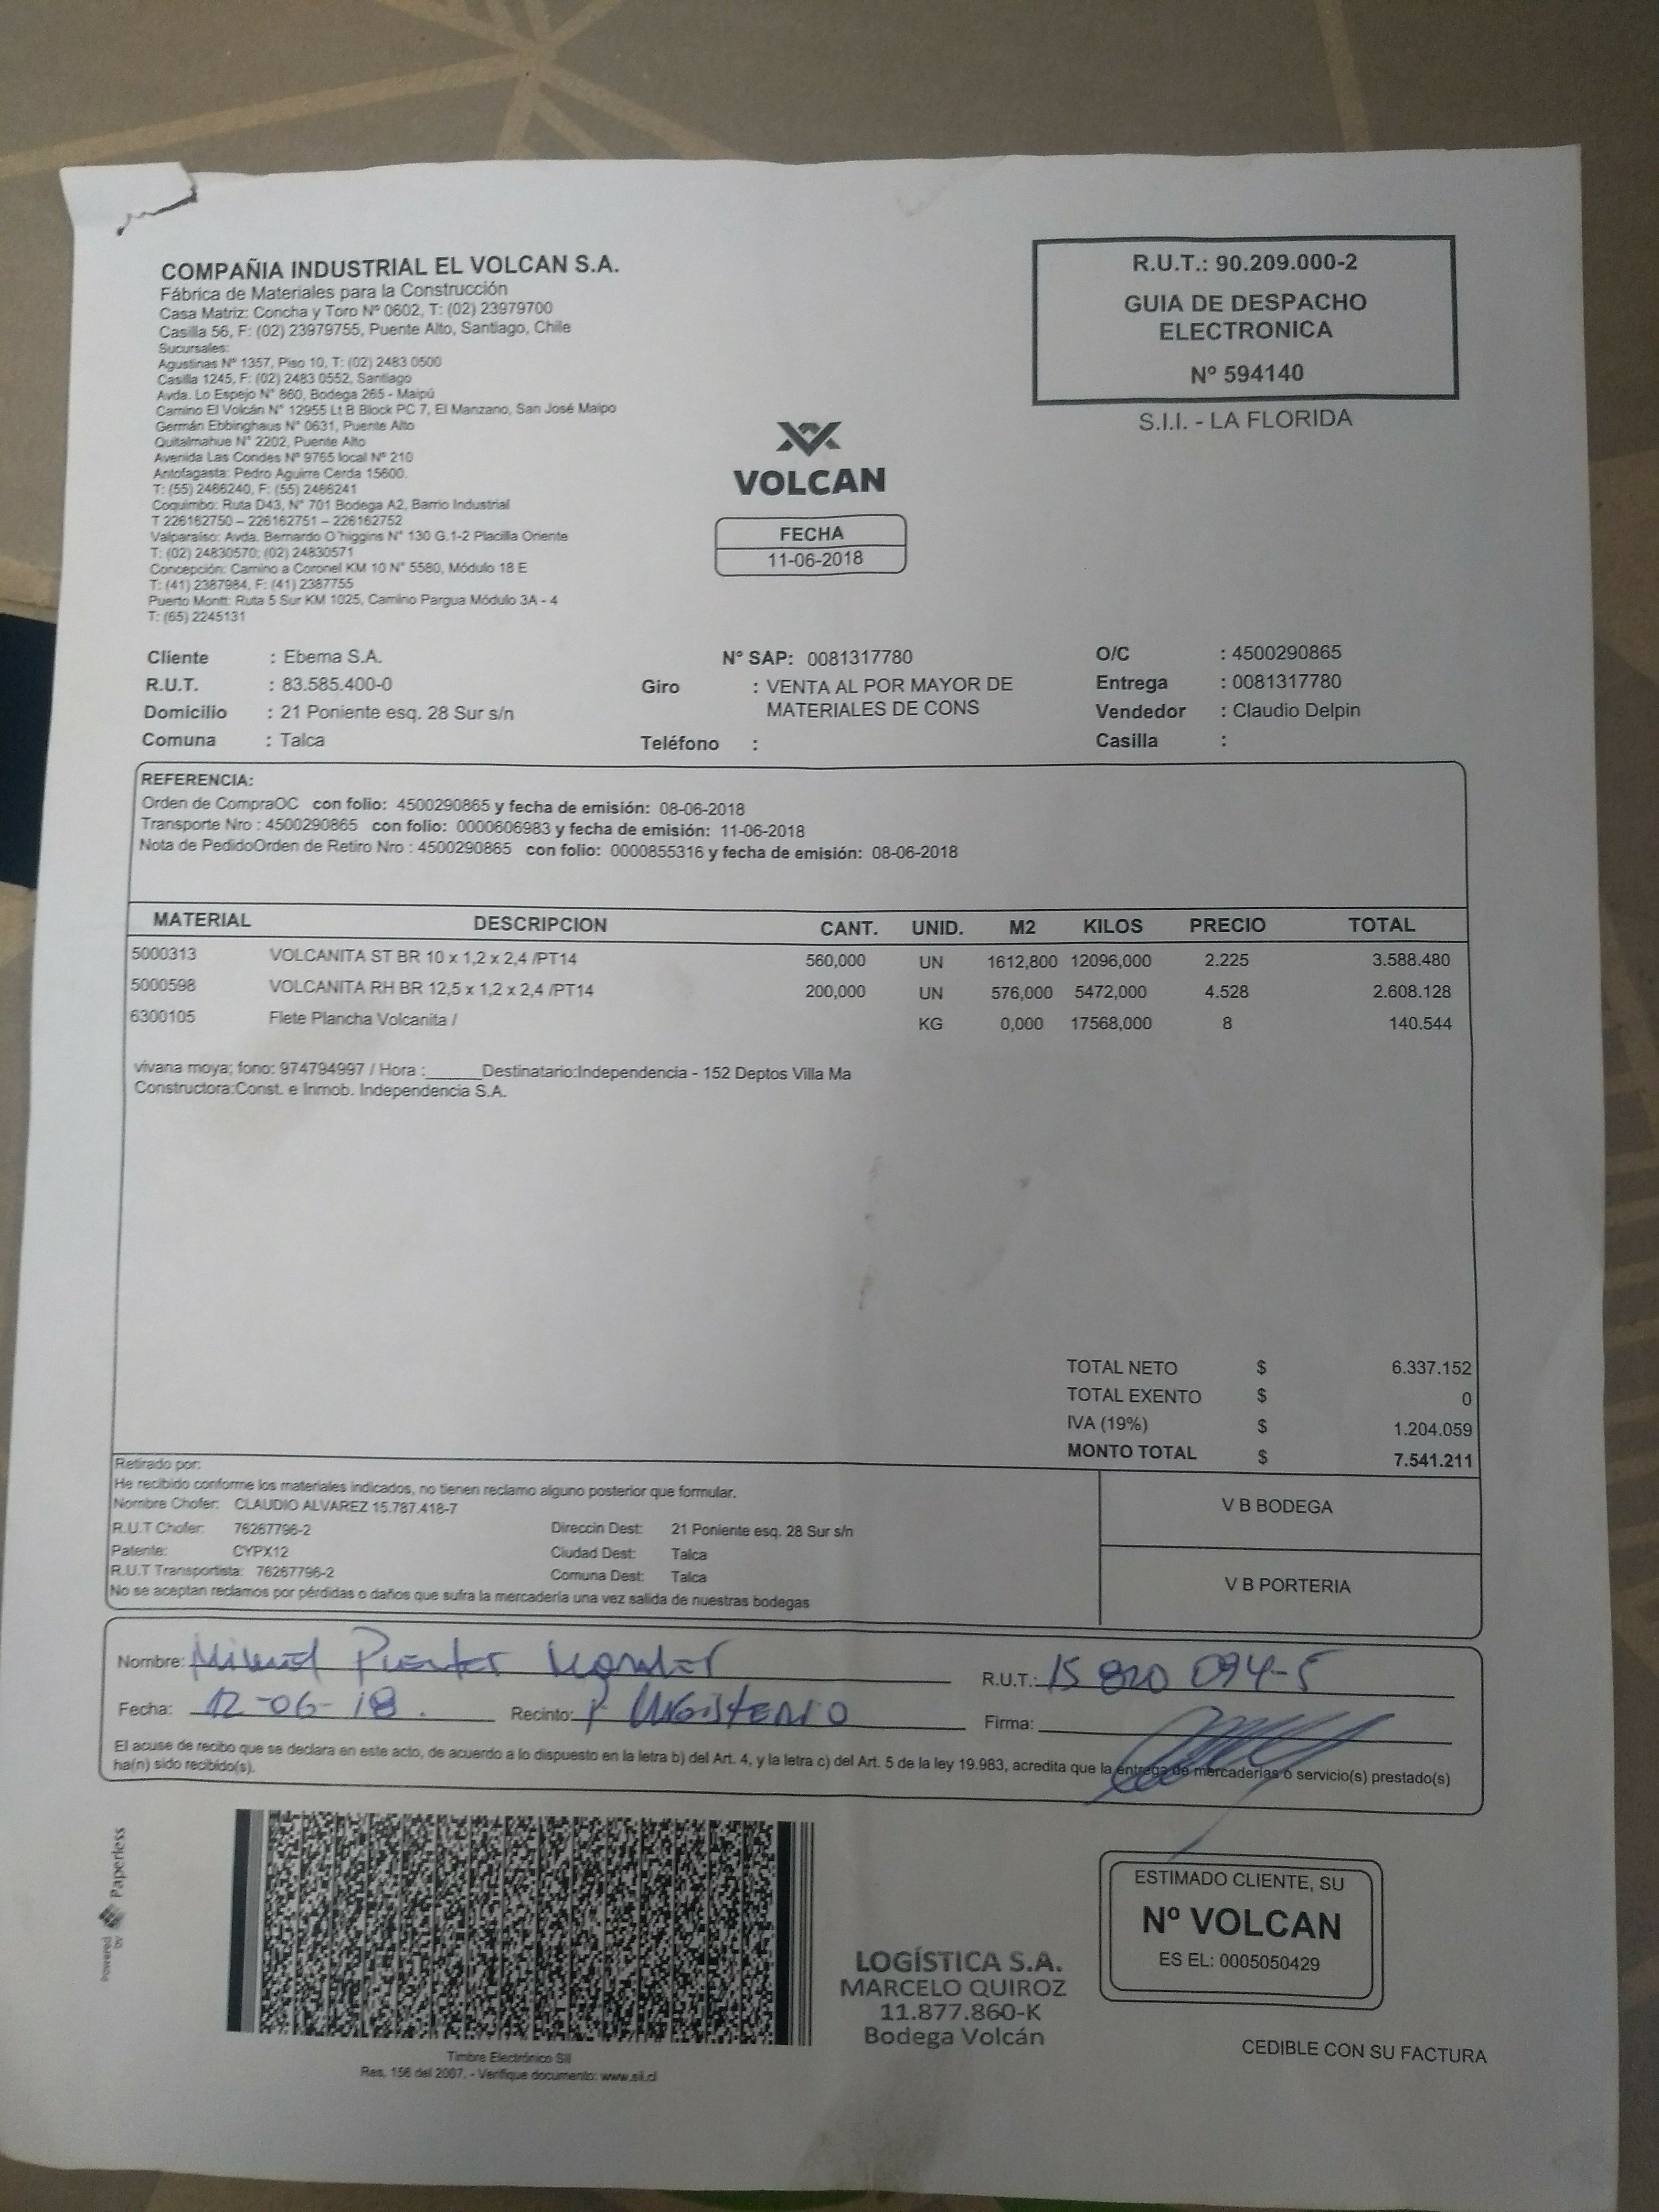 COMPAÑIA INDUSTRIAL EL VOLCAN S.A.
Fábrica de Materiales para la Construcción
Casa Matriz: Concha y Toro Nº 0602, T: (02) 23979700
Casilla 56, F: (02) 23979755, Puente Alto, Santiago, Chile
Sucursales:
Agustinas Nº 1357, Piso 10, T: (02) 2483 0500
Casilla 1245, F: (02) 2483 0552, Santiago
Avda. Lo Espejo N° 860, Bodega 265 - Maipú
Camino El Volcán N° 12955 Lt B Block PC 7, El Manzano, San José Maipo
Germán Ebbinghaus N° 0631, Puente Alto
Quitalmahue N° 2202, Puente Alto
Avenida Las Condes Nº 9765 local Nº 210
Antofagasta: Pedro Aguirre Cerda 15600.
T: (55) 2466240, F: (55) 2466241
Coquimbo: Ruta D43, N° 701 Bodega A2, Barrio Industrial
T 226162750 – 226162751 – 226162752
Valparaíso: Avda. Bernardo O'higgins N° 130 G.1-2 Placilla Oriente
T: (02) 24830570; (02) 24830571
Concepción: Camino a Coronel KM 10 N° 5580, Módulo 18 E
T: (41) 2387984, F: (41) 2387755
Puerto Montt: Ruta 5 Sur KM 1025, Camino Pargua Módulo 3A - 4
T: (65) 2245131
R.U.T.: 90.209.000-2
GUIA DE DESPACHO
ELECTRONICA
Nº 594140
S.I.I. - LA FLORIDA
VOLCAN
FECHA
11-06-2018
Cliente : Ebema S.A. N° SAP: 0081317780 O/C : 4500290865
R.U.T. : 83.585.400-0 Giro : VENTA AL POR MAYOR DE Entrega : 0081317780
Domicilio : 21 Poniente esq. 28 Sur s/n MATERIALES DE CONS Vendedor : Claudio Delpin
Comuna : Talca Teléfono : Casilla :
REFERENCIA:
Orden de CompraOC con folio: 4500290865 y fecha de emisión: 08-06-2018
Transporte Nro : 4500290865 con folio: 0000606983 y fecha de emisión: 11-06-2018
Nota de PedidoOrden de Retiro Nro : 4500290865 con folio: 0000855316 y fecha de emisión: 08-06-2018
MATERIAL DESCRIPCION CANT. UNID. M2 KILOS PRECIO TOTAL
5000313 VOLCANITA ST BR 10 x 1,2 x 2,4 /PT14 560,000 UN 1612,800 12096,000 2.225 3.588.480
5000598 VOLCANITA RH BR 12,5 x 1,2 x 2,4 /PT14 200,000 UN 576,000 5472,000 4.528 2.608.128
6300105 Flete Plancha Volcanita / KG 0,000 17568,000 8 140.544
vivana moya; fono: 974794997 / Hora :______Destinatario:Independencia - 152 Deptos Villa Ma
Constructora:Const. e Inmob. Independencia S.A.
TOTAL NETO $ 6.337.152
TOTAL EXENTO $ 0
IVA (19%) $ 1.204.059
MONTO TOTAL $ 7.541.211
Retirado por:
He recibido conforme los materiales indicados, no tienen reclamo alguno posterior que formular.
Nombre Chofer: CLAUDIO ALVAREZ 15.787.418-7
R.U.T Chofer: 76267796-2 Direccin Dest: 21 Poniente esq. 28 Sur s/n
Patente: CYPX12 Ciudad Dest: Talca
R.U.T Transportista: 76267796-2 Comuna Dest: Talca
No se aceptan reclamos por pérdidas o daños que sufra la mercadería una vez salida de nuestras bodegas
V B BODEGA
V B PORTERIA
Nombre: R.U.T.: 15 820 094-5
Fecha: 12-06-18. Recinto: Firma:
El acuse de recibo que se declara en este acto, de acuerdo a lo dispuesto en la letra b) del Art. 4, y la letra c) del Art. 5 de la ley 19.983, acredita que la entrega de mercaderías o servicio(s) prestado(s)
ha(n) sido recibido(s).
Powered by Paperless
Timbre Electrónico SII
Res. 156 del 2007. - Verifique documento: www.sii.cl
LOGÍSTICA S.A.
MARCELO QUIROZ
11.877.860-K
Bodega Volcán
ESTIMADO CLIENTE, SU
Nº VOLCAN
ES EL: 0005050429
CEDIBLE CON SU FACTURA